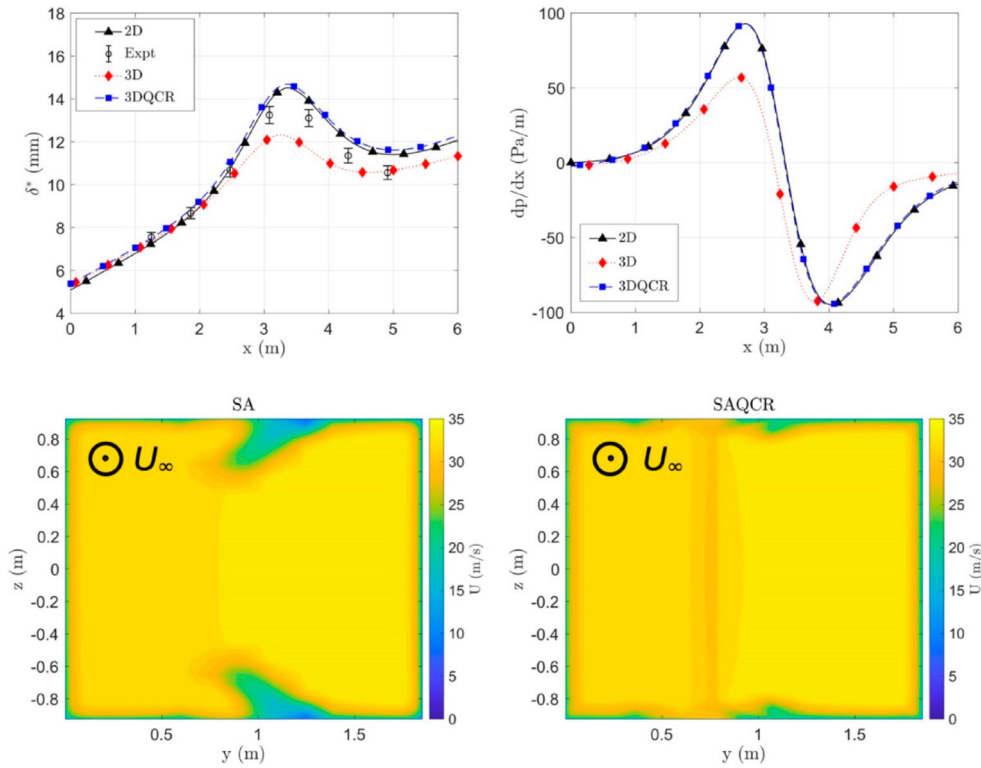 18
16
14
12
10
8
6
4
δ* (mm)
2D
Expt
3D
3DQCR
0 1 2 3 4 5 6
x (m)
100
50
0
-50
-100
dp/dx (Pa/m)
2D
3D
3DQCR
0 1 2 3 4 5 6
x (m)
SA
0.8
0.6
0.4
0.2
0
-0.2
-0.4
-0.6
-0.8
z (m)
U∞
0.5 1 1.5
y (m)
35
30
25
20
15
10
5
0
U (m/s)
SAQCR
0.8
0.6
0.4
0.2
0
-0.2
-0.4
-0.6
-0.8
z (m)
U∞
0.5 1 1.5
y (m)
35
30
25
20
15
10
5
0
U (m/s)